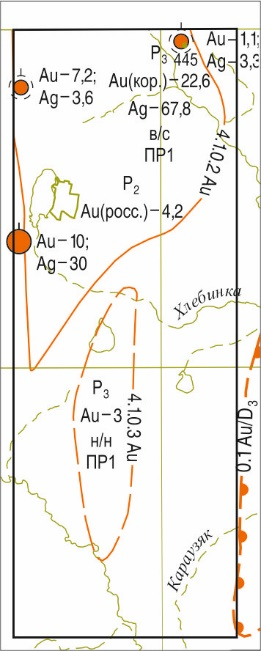 Au–1,1;
Ag–3,3
P₃ 445
Au(кор.)–22,6
Ag–67,8
в/с
ПР1
Au–7,2;
Ag–3,6
4.1.0.2 Au
P₂
Au(росс.)–4,2
Au–10;
Ag–30
Хлебинка
P₃
Au–3
н/н
ПР1
4.1.0.3 Au
0.1 Au/D₃
Караузяк